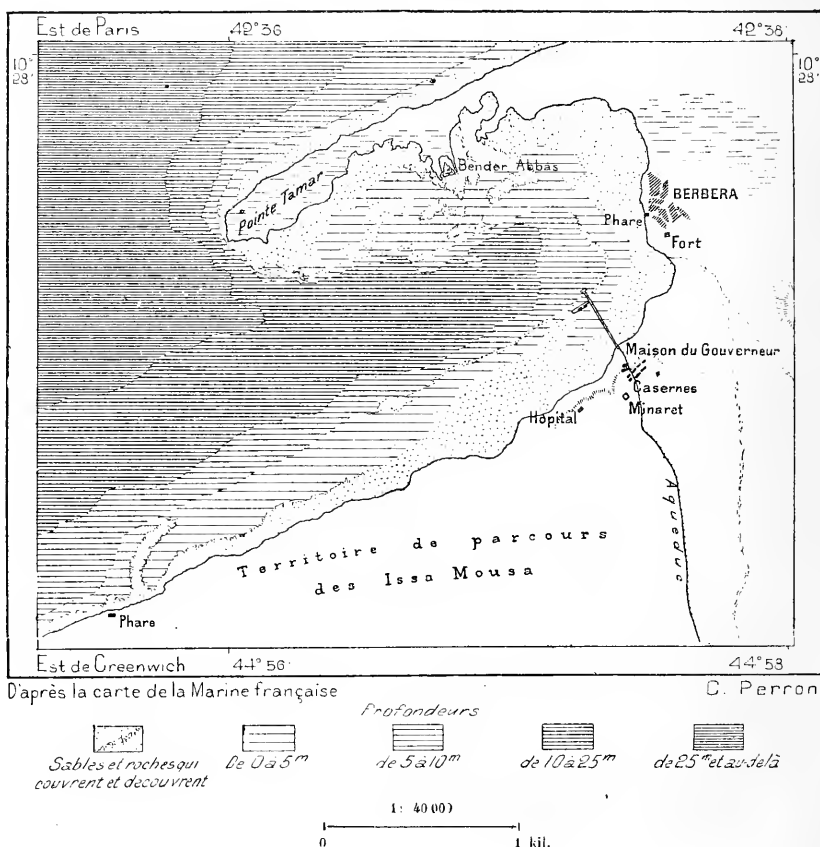 Est de Paris 42°36 42°38'
10° 28' 10° 28'
Bender Abbas
Pointe Tamar
BERBERA
Phare
Fort
Maison du Gouverneur
Casernes
Minaret
Hôpital
Aqueduc
Territoire de parcours
des Issa Mousa
Phare
Est de Greenwich 44°56' 44°58
D'après la carte de la Marine française C. Perron
Profondeurs
Sables et roches qui couvrent et découvrent
De 0 à 5m
de 5 à 10m
de 10 à 25m
de 25m et au-delà
1: 40 000
0 1 kil.